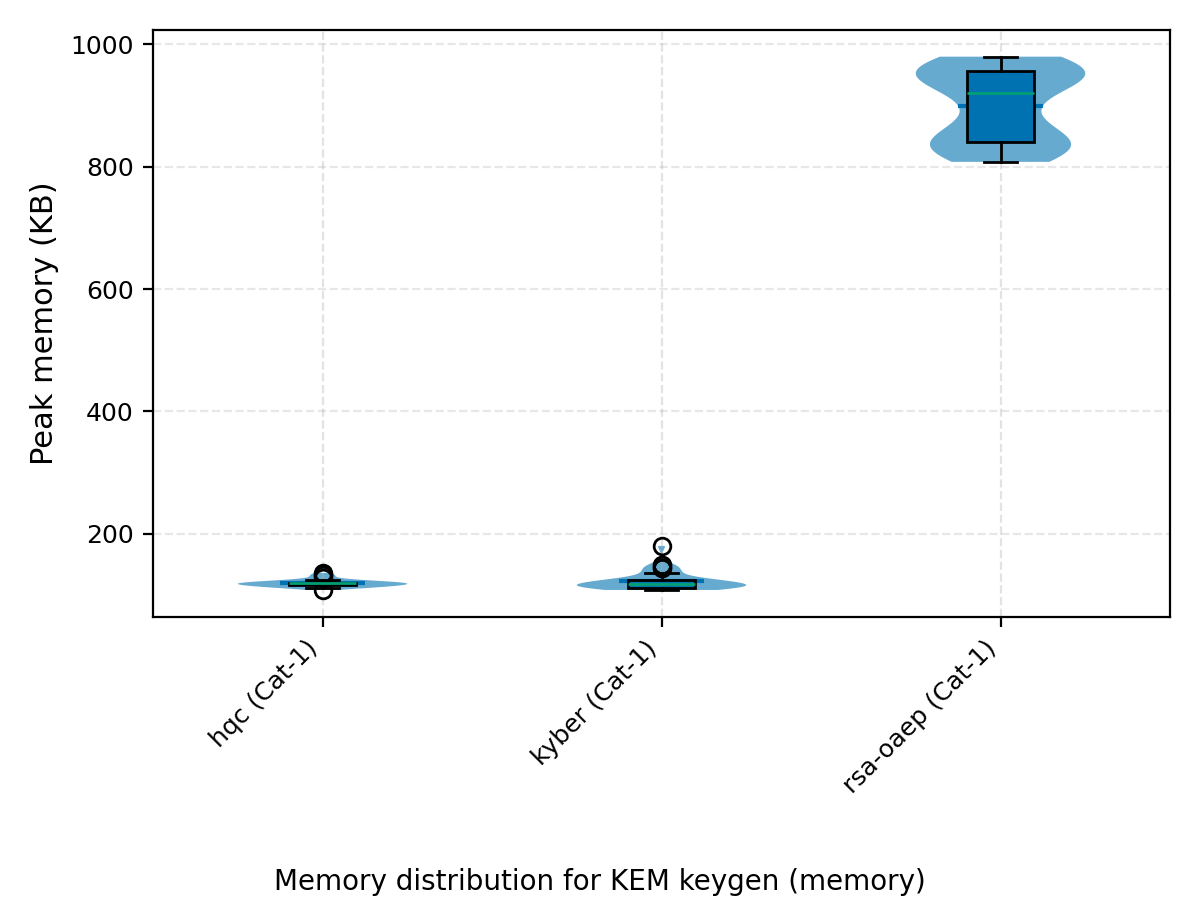 1000
800
600
400
200
Peak memory (KB)
hqc (Cat-1)
kyber (Cat-1)
rsa-oaep (Cat-1)
Memory distribution for KEM keygen (memory)